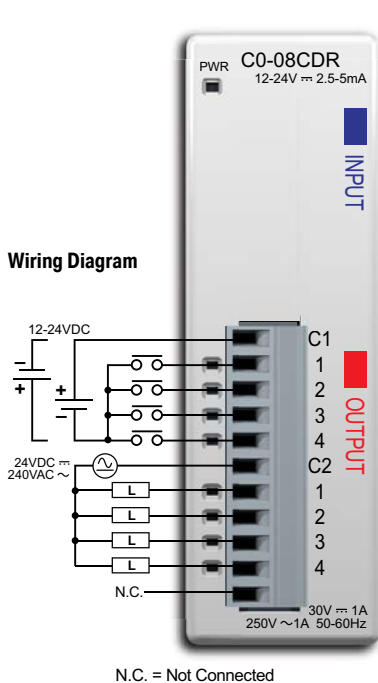 PWR C0-08CDR
12-24V ⎓ 2.5-5mA
INPUT
Wiring Diagram
12-24VDC
– +
+ –
C1
1
2
3
4
OUTPUT
24VDC ⎓
240VAC ~
C2
L 1
L 2
L 3
L 4
N.C.
30V ⎓ 1A
250V ~1A 50-60Hz
N.C. = Not Connected